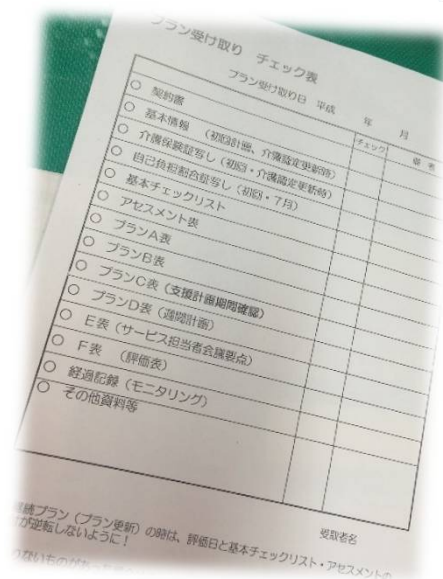 プラン受け取り チェック表
プラン受け取り日 平成 年 月
チェック 備考
○ 契約書
○ 基本情報 (初回計画、介護認定更新時)
○ 介護保険証写し(初回・介護認定更新時)
○ 自己負担割合証写し(初回・7月)
○ 基本チェックリスト
○ アセスメント表
○ プランA表
○ プランB表
○ プランC表(支援計画期間確認)
○ プランD表(週間計画)
○ E表(サービス担当者会議要点)
○ F表 (評価表)
○ 経過記録(モニタリング)
○ その他資料等
受取者名
プラン(プラン更新)の時は、評価日と基本チェックリスト・アセスメントの
が逆転しないように!
りないものがあった